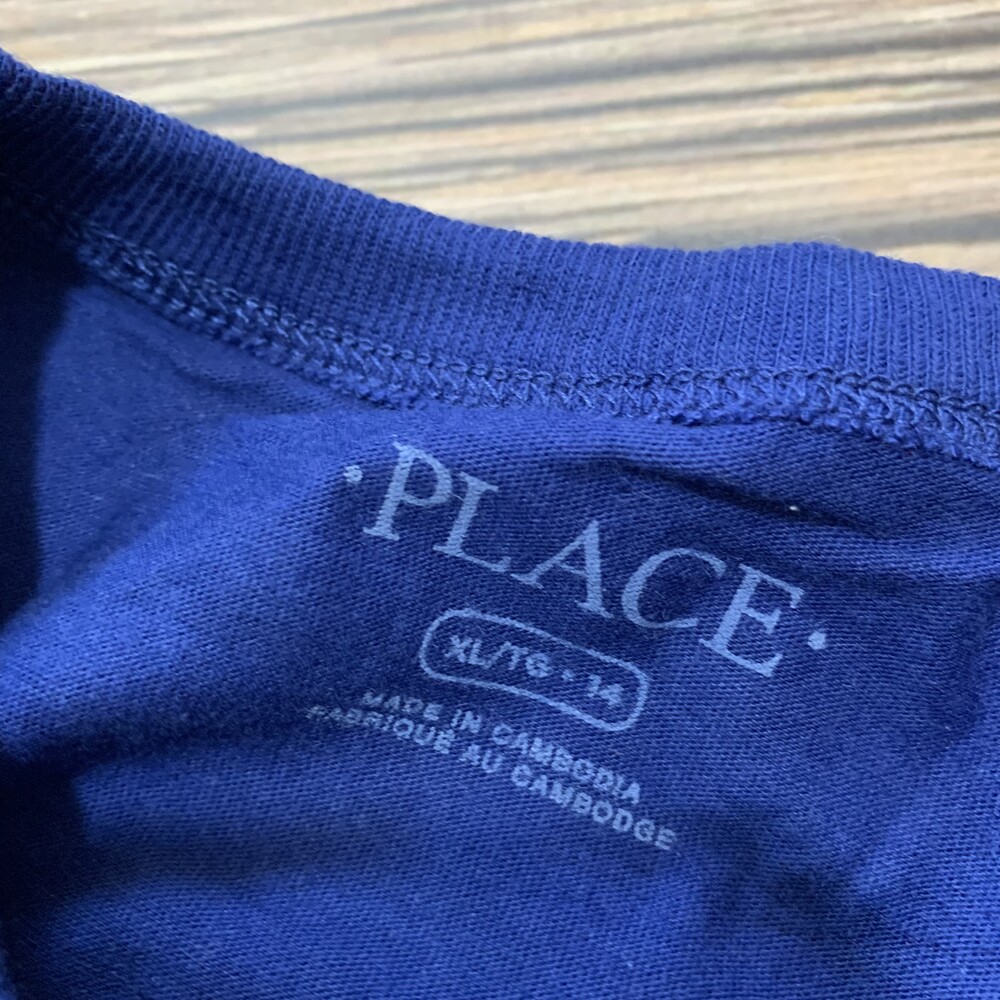 ·PLACE·
XL/TG • 14
MADE IN CAMBODIA
FABRIQUÉ AU CAMBODGE